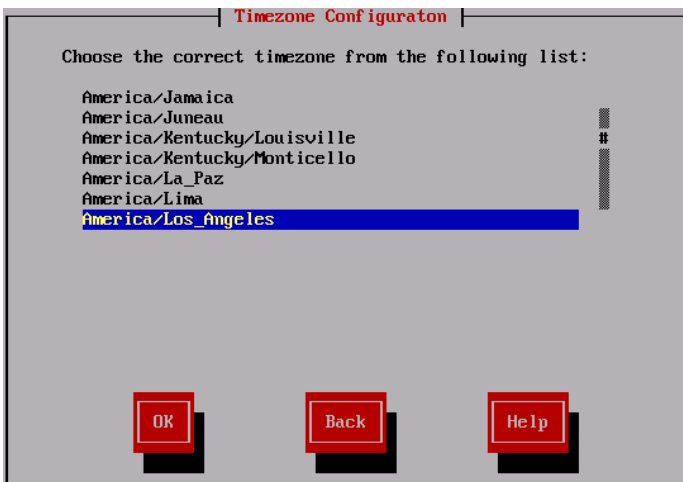 Timezone Configuraton
Choose the correct timezone from the following list:
America/Jamaica
America/Juneau
America/Kentucky/Louisville
#
America/Kentucky/Monticello
America/La_Paz
America/Lima
America/Los_Angeles
OK Back Help